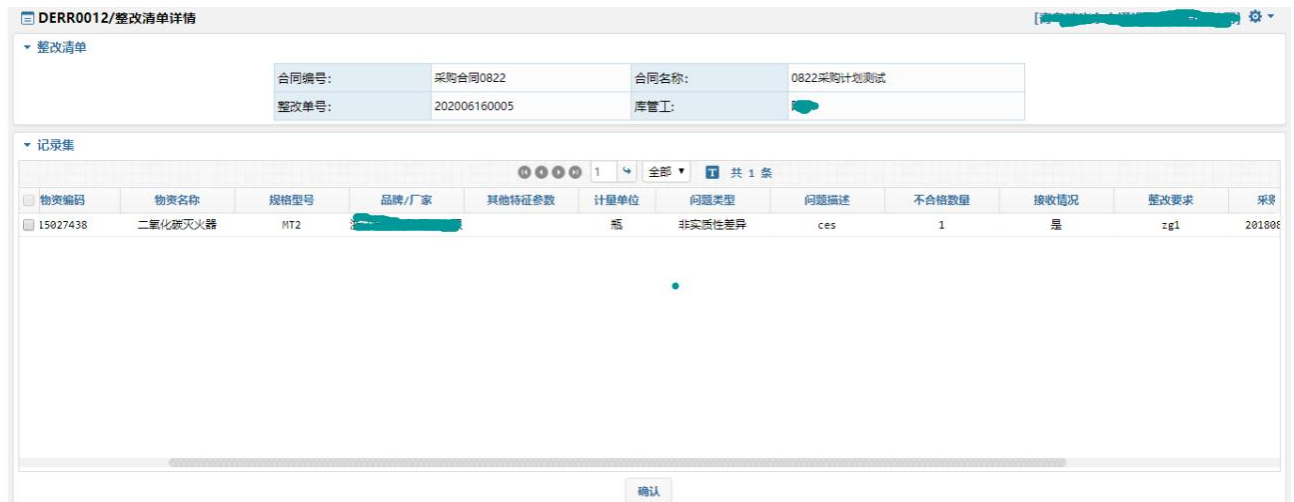 DERR0012/整改清单详情
整改清单
合同编号: 采购合同0822 合同名称: 0822采购计划测试
整改单号: 202006160005 库管工:
记录集
1 全部 共 1 条
物资编码 物资名称 规格型号 品牌/厂家 其他特征参数 计量单位 问题类型 问题描述 不合格数量 接收情况 整改要求
15027438 二氧化碳灭火器 MT2 瓶 非实质性差异 ces 1 是 zg1 201808
确认